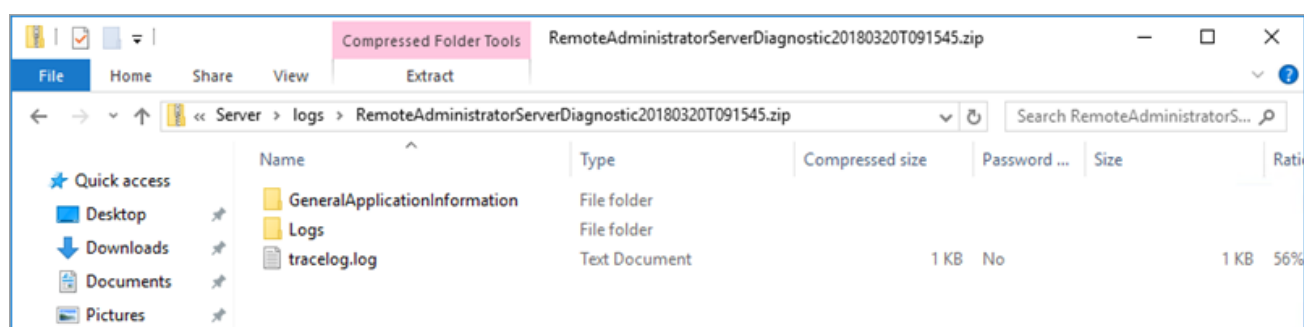 Compressed Folder Tools RemoteAdministratorServerDiagnostic20180320T091545.zip
File Home Share View Extract
« Server > logs > RemoteAdministratorServerDiagnostic20180320T091545.zip Search RemoteAdministratorS...
Name Type Compressed size Password ... Size Ratio
Quick access
GeneralApplicationInformation File folder
Desktop
Logs File folder
Downloads
tracelog.log Text Document 1 KB No 1 KB 56%
Documents
Pictures